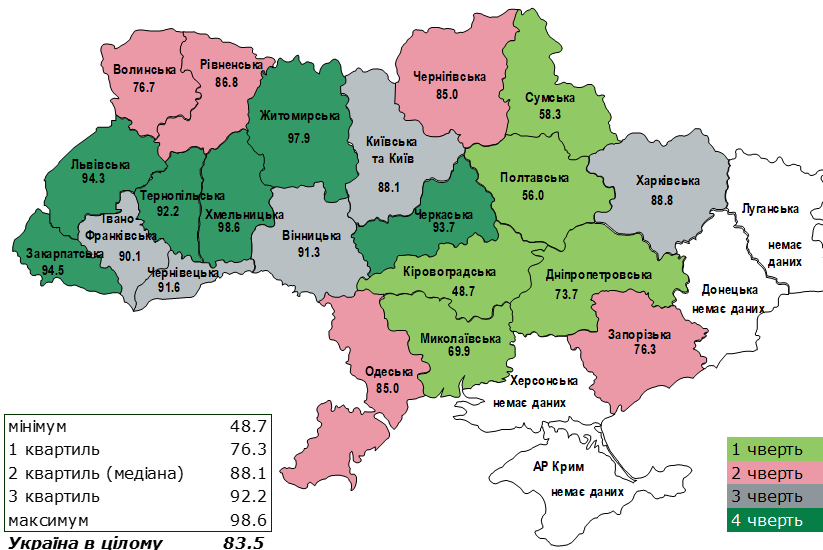 Волинська
76.7
Рівненська
86.8
Житомирська
97.9
Чернігівська
85.0
Сумська
58.3
Київська
та Київ
88.1
Львівська
94.3
Тернопільська
92.2
Хмельницька
98.6
Івано-
Франківська
90.1
Закарпатська
94.5
Чернівецька
91.6
Вінницька
91.3
Черкаська
93.7
Полтавська
56.0
Харківська
88.8
Луганська
немає
даних
Кіровоградська
48.7
Дніпропетровська
73.7
Донецька
немає даних
Запорізька
76.3
Миколаївська
69.9
Одеська
85.0
Херсонська
немає даних
АР Крим
немає даних
мінімум 48.7
1 квартиль 76.3
2 квартиль (медіана) 88.1
3 квартиль 92.2
максимум 98.6
Україна в цілому 83.5
1 чверть
2 чверть
3 чверть
4 чверть